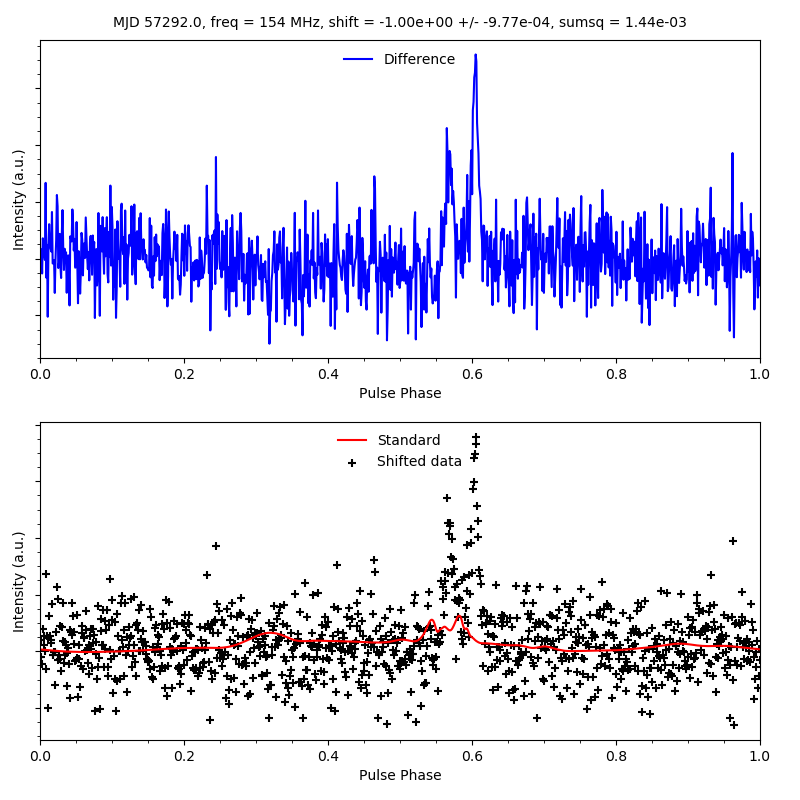 MJD 57292.0, freq = 154 MHz, shift = -1.00e+00 +/- -9.77e-04, sumsq = 1.44e-03
Difference
Intensity (a.u.)
0.0 0.2 0.4 0.6 0.8 1.0
Pulse Phase
Standard
Shifted data
Intensity (a.u.)
0.0 0.2 0.4 0.6 0.8 1.0
Pulse Phase